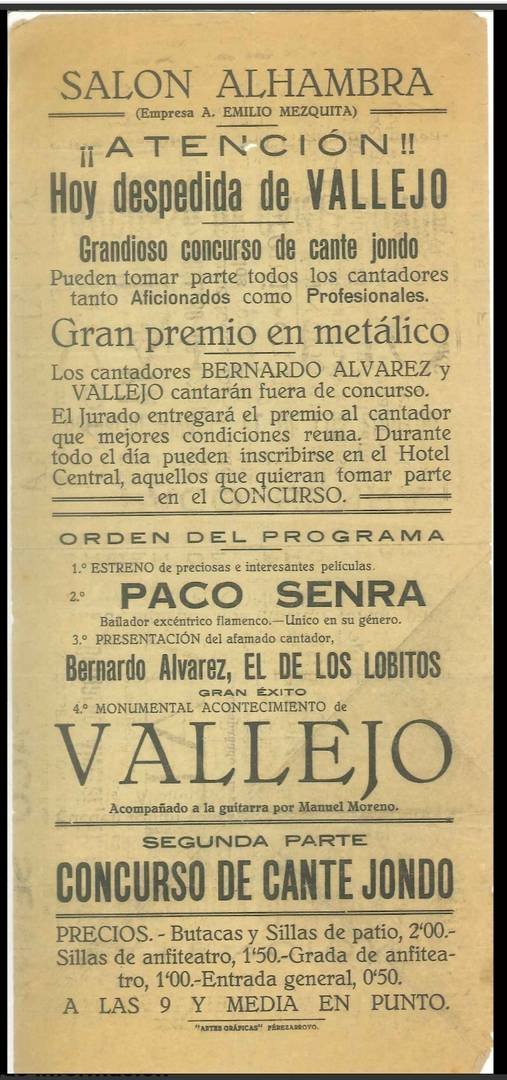 SALON ALHAMBRA
(Empresa A. EMILIO MEZQUITA)
¡¡ATENCIÓN!!
Hoy despedida de VALLEJO
Grandioso concurso de cante jondo
Pueden tomar parte todos los cantadores
tanto Aficionados como Profesionales.
Gran premio en metálico
Los cantadores BERNARDO ALVAREZ y
VALLEJO cantarán fuera de concurso.
El Jurado entregará el premio al cantador
que mejores condiciones reuna. Durante
todo el día pueden inscribirse en el Hotel
Central, aquellos que quieran tomar parte
en el CONCURSO.
ORDEN DEL PROGRAMA
1.º ESTRENO de preciosas e interesantes películas.
2.º PACO SENRA
Bailador excéntrico flamenco.—Unico en su género.
3.º PRESENTACIÓN del afamado cantador,
Bernardo Alvarez, EL DE LOS LOBITOS
GRAN ÉXITO
4.º MONUMENTAL ACONTECIMIENTO de
VALLEJO
Acompañado a la guitarra por Manuel Moreno.
SEGUNDA PARTE
CONCURSO DE CANTE JONDO
PRECIOS. - Butacas y Sillas de patio, 2'00.-
Sillas de anfiteatro, 1'50.-Grada de anfitea-
tro, 1'00.-Entrada general, 0'50.
A LAS 9 Y MEDIA EN PUNTO.
"ARTES GRÁFICAS" PÉREZARROYO.